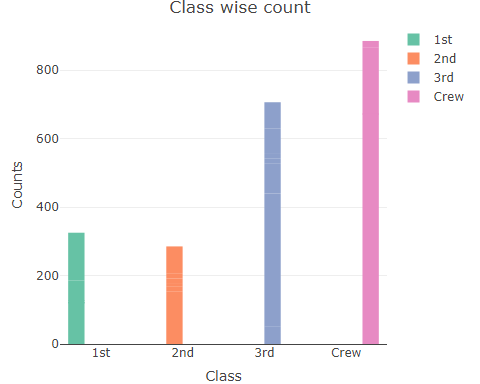 Class wise count
1st
2nd
3rd
Crew
Counts
800
600
400
200
0
1st 2nd 3rd Crew
Class